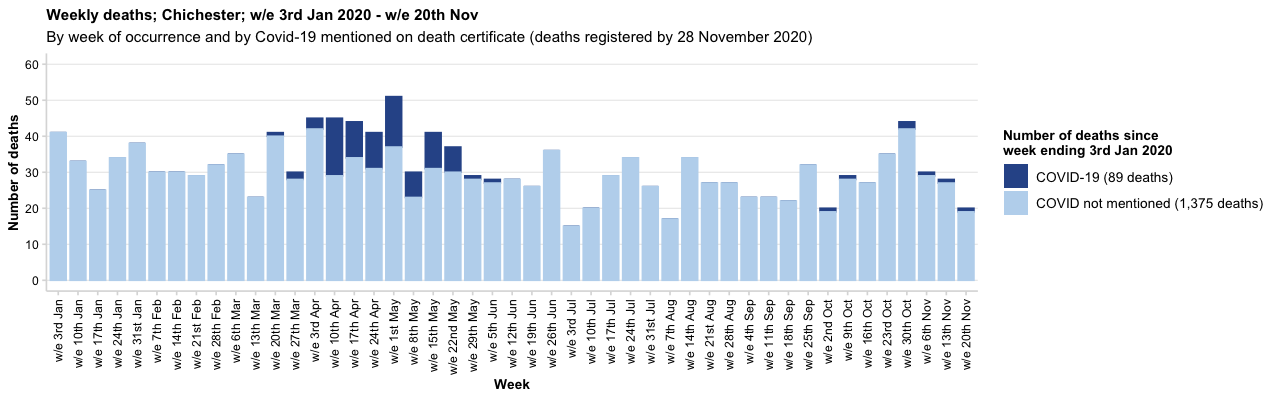 Weekly deaths; Chichester; w/e 3rd Jan 2020 - w/e 20th Nov
By week of occurrence and by Covid-19 mentioned on death certificate (deaths registered by 28 November 2020)
Number of deaths
60
50
40
30
20
10
0
w/e 3rd Jan
w/e 10th Jan
w/e 17th Jan
w/e 24th Jan
w/e 31st Jan
w/e 7th Feb
w/e 14th Feb
w/e 21st Feb
w/e 28th Feb
w/e 6th Mar
w/e 13th Mar
w/e 20th Mar
w/e 27th Mar
w/e 3rd Apr
w/e 10th Apr
w/e 17th Apr
w/e 24th Apr
w/e 1st May
w/e 8th May
w/e 15th May
w/e 22nd May
w/e 29th May
w/e 5th Jun
w/e 12th Jun
w/e 19th Jun
w/e 26th Jun
w/e 3rd Jul
w/e 10th Jul
w/e 17th Jul
w/e 24th Jul
w/e 31st Jul
w/e 7th Aug
w/e 14th Aug
w/e 21st Aug
w/e 28th Aug
w/e 4th Sep
w/e 11th Sep
w/e 18th Sep
w/e 25th Sep
w/e 2nd Oct
w/e 9th Oct
w/e 16th Oct
w/e 23rd Oct
w/e 30th Oct
w/e 6th Nov
w/e 13th Nov
w/e 20th Nov
Week
Number of deaths since
week ending 3rd Jan 2020
COVID-19 (89 deaths)
COVID not mentioned (1,375 deaths)